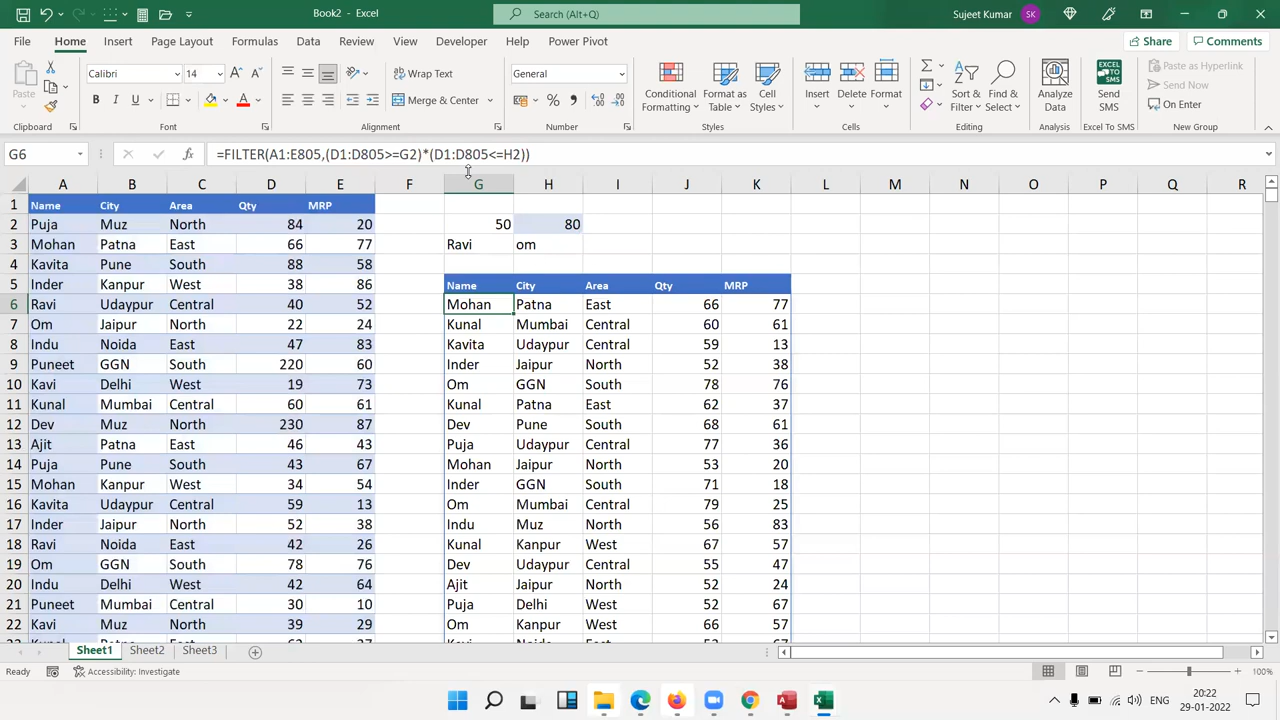 Book2 - Excel
Search (Alt+Q)
Sujeet Kumar
SK
File Home Insert Page Layout Formulas Data Review View Developer Help Power Pivot
Share Comments
Paste
Calibri 14
B I U
Wrap Text
Merge & Center
General
Conditional Formatting
Format as Table
Cell Styles
Insert Delete Format
Sort & Filter
Find & Select
Analyze Data
Send SMS
Paste as Hyperlink
Send Now
On Enter
Clipboard Font Alignment Number Styles Cells Editing Analysis Excel to SMS
G6 =FILTER(A1:E805,(D1:D805>=G2)*(D1:D805<=H2))
A B C D E F G H I J K L M N O P Q R
1 Name City Area Qty MRP
2 Puja Muz North 84 20 50 80
3 Mohan Patna East 66 77 Ravi om
4 Kavita Pune South 88 58
5 Inder Kanpur West 38 86 Name City Area Qty MRP
6 Ravi Udaypur Central 40 52 Mohan Patna East 66 77
7 Om Jaipur North 22 24 Kunal Mumbai Central 60 61
8 Indu Noida East 47 83 Kavita Udaypur Central 59 13
9 Puneet GGN South 220 60 Inder Jaipur North 52 38
10 Kavi Delhi West 19 73 Om GGN South 78 76
11 Kunal Mumbai Central 60 61 Kunal Patna East 62 37
12 Dev Muz North 230 87 Dev Pune South 68 61
13 Ajit Patna East 46 43 Puja Udaypur Central 77 36
14 Puja Pune South 43 67 Mohan Jaipur North 53 20
15 Mohan Kanpur West 34 54 Inder GGN South 71 18
16 Kavita Udaypur Central 59 13 Om Mumbai Central 79 25
17 Inder Jaipur North 52 38 Indu Muz North 56 83
18 Ravi Noida East 42 26 Kunal Kanpur West 67 57
19 Om GGN South 78 76 Dev Udaypur Central 55 47
20 Indu Delhi West 42 64 Ajit Jaipur North 52 24
21 Puneet Mumbai Central 30 10 Puja Delhi West 52 67
22 Kavi Muz North 39 29 Om Kanpur West 66 57
Sheet1 Sheet2 Sheet3
Ready Accessibility: Investigate
100%
ENG
20:22
29-01-2022